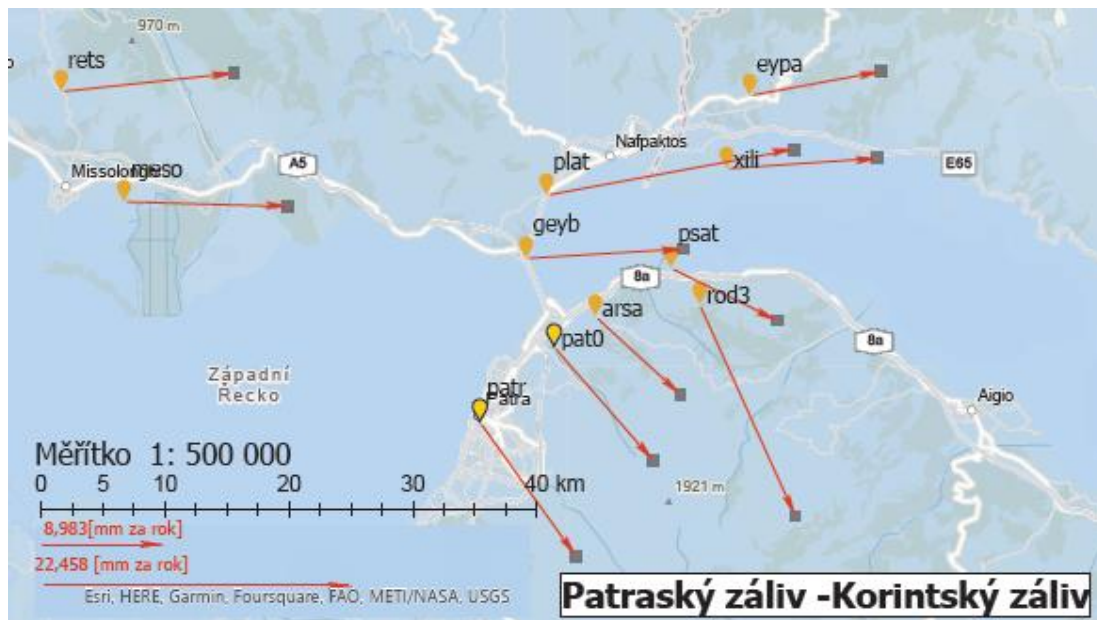 970 m
rets
eypa
Nafpaktos
plat
xili
A5
E65
Missolonghi
meso
geyb
psat
8a
rod3
arsa
pat0
8a
Západní
Řecko
patr
Patra
Aigio
Měřítko 1: 500 000
0 5 10 20 30 40 km
1921 m
8,983[mm za rok]
22,458 [mm za rok]
Esri, HERE, Garmin, Foursquare, FAO, METI/NASA, USGS
Patraský záliv -Korintský záliv